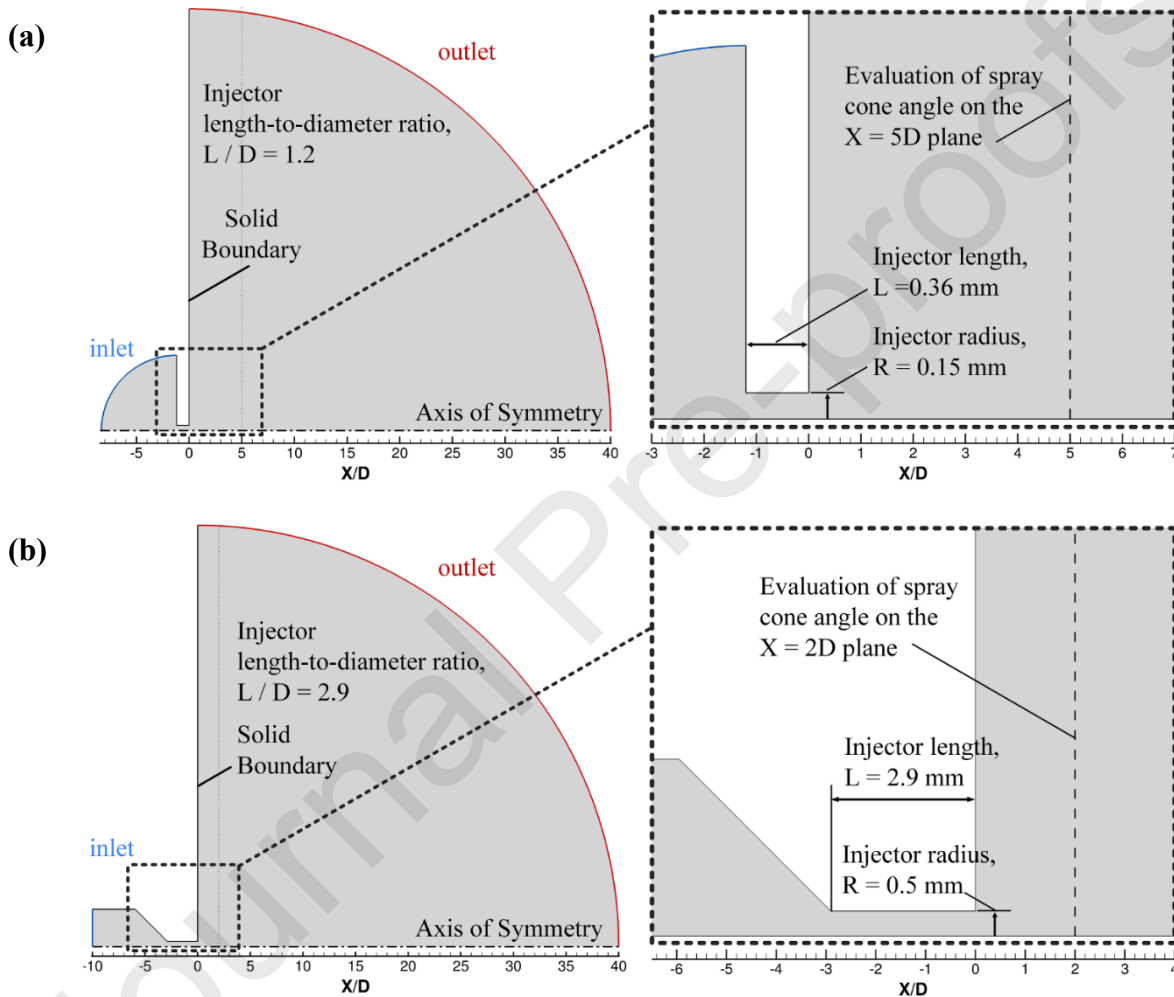 (a)
outlet
Injector
length-to-diameter ratio,
L / D = 1.2
Solid
Boundary
inlet
Axis of Symmetry
-5 0 5 10 15 20 25 30 35 40
X/D
Evaluation of spray
cone angle on the
X = 5D plane
Injector length,
L =0.36 mm
Injector radius,
R = 0.15 mm
-3 -2 -1 0 1 2 3 4 5 6 7
X/D
(b)
outlet
Injector
length-to-diameter ratio,
L / D = 2.9
Solid
Boundary
inlet
Axis of Symmetry
-10 -5 0 5 10 15 20 25 30 35 40
X/D
Evaluation of spray
cone angle on the
X = 2D plane
Injector length,
L = 2.9 mm
Injector radius,
R = 0.5 mm
-6 -5 -4 -3 -2 -1 0 1 2 3 4
X/D
Journal Pre-proofs